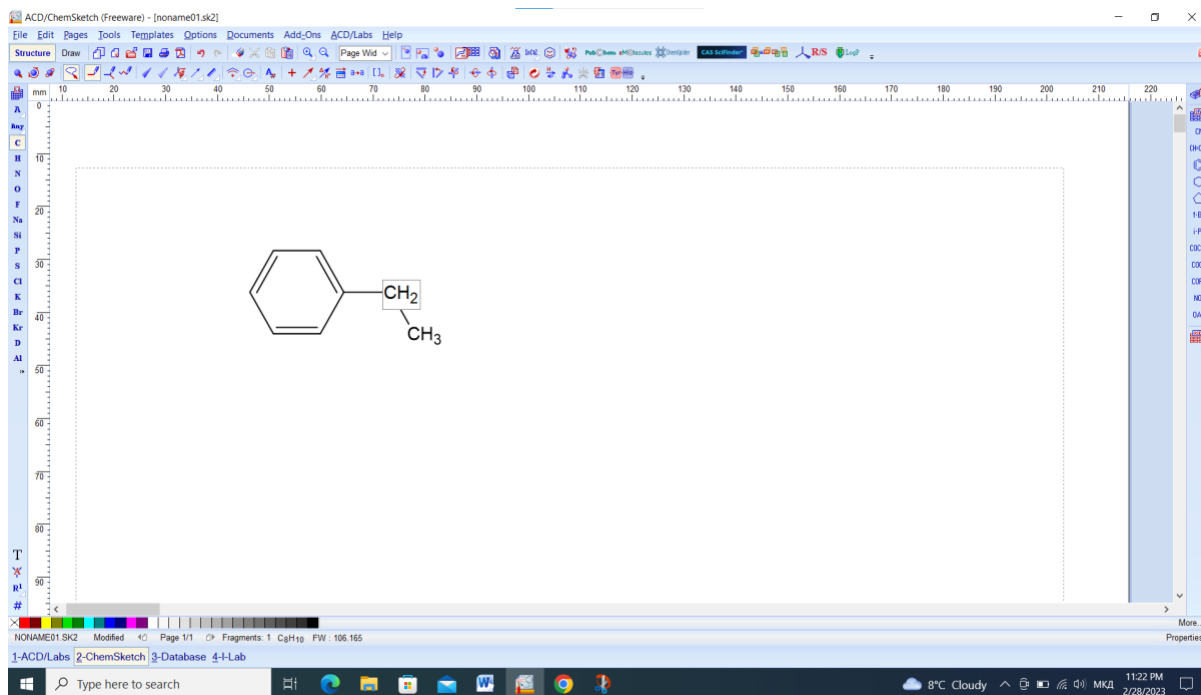 ACD/ChemSketch (Freeware) - [noname01.sk2]
File Edit Pages Tools Templates Options Documents Add-Ons ACD/Labs Help
Structure Draw Page Wid CAS SciFinder R/S
mm 10 20 30 40 50 60 70 80 90 100 110 120 130 140 150 160 170 180 190 200 210 220
0
A
Any
C
H
10
N
O
F
20
Na
Si
P
30
S
Cl
K
Br
40
Kr
D
Al
50
60
70
80
90
CH2
CH3
T
R1
#
More...
NONAME01.SK2 Modified Page 1/1 Fragments: 1 C8H10 FW : 106.165 Properties
1-ACD/Labs 2-ChemSketch 3-Database 4-I-Lab
Type here to search 8°C Cloudy МКД 11:22 PM
2/28/2023